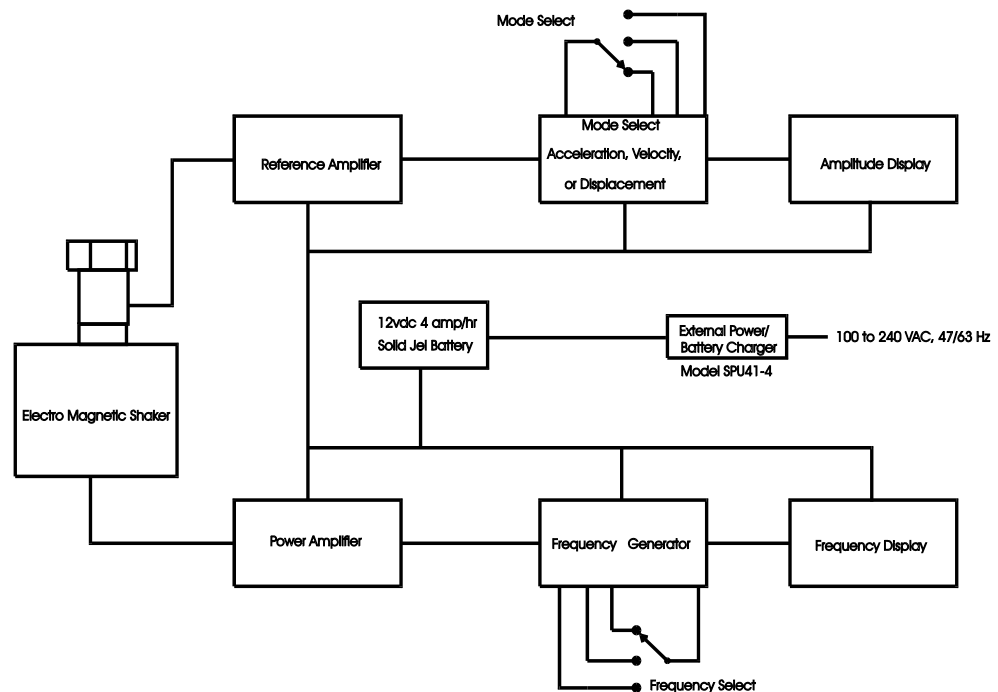 Mode Select
Mode Select
Acceleration, Velocity,
or Displacement
Reference Amplifier
Amplitude Display
12vdc 4 amp/hr
Solid Jel Battery
External Power/
Battery Charger
Model SPU41-4
100 to 240 VAC, 47/63 Hz
Electro Magnetic Shaker
Power Amplifier
Frequency Generator
Frequency Display
Frequency Select